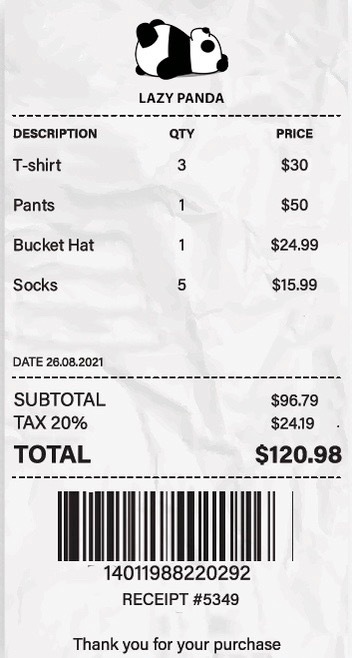 LAZY PANDA
DESCRIPTION QTY PRICE
T-shirt 3 $30
Pants 1 $50
Bucket Hat 1 $24.99
Socks 5 $15.99
DATE 26.08.2021
SUBTOTAL $96.79
TAX 20% $24.19
TOTAL $120.98
14011988220292
RECEIPT #5349
Thank you for your purchase